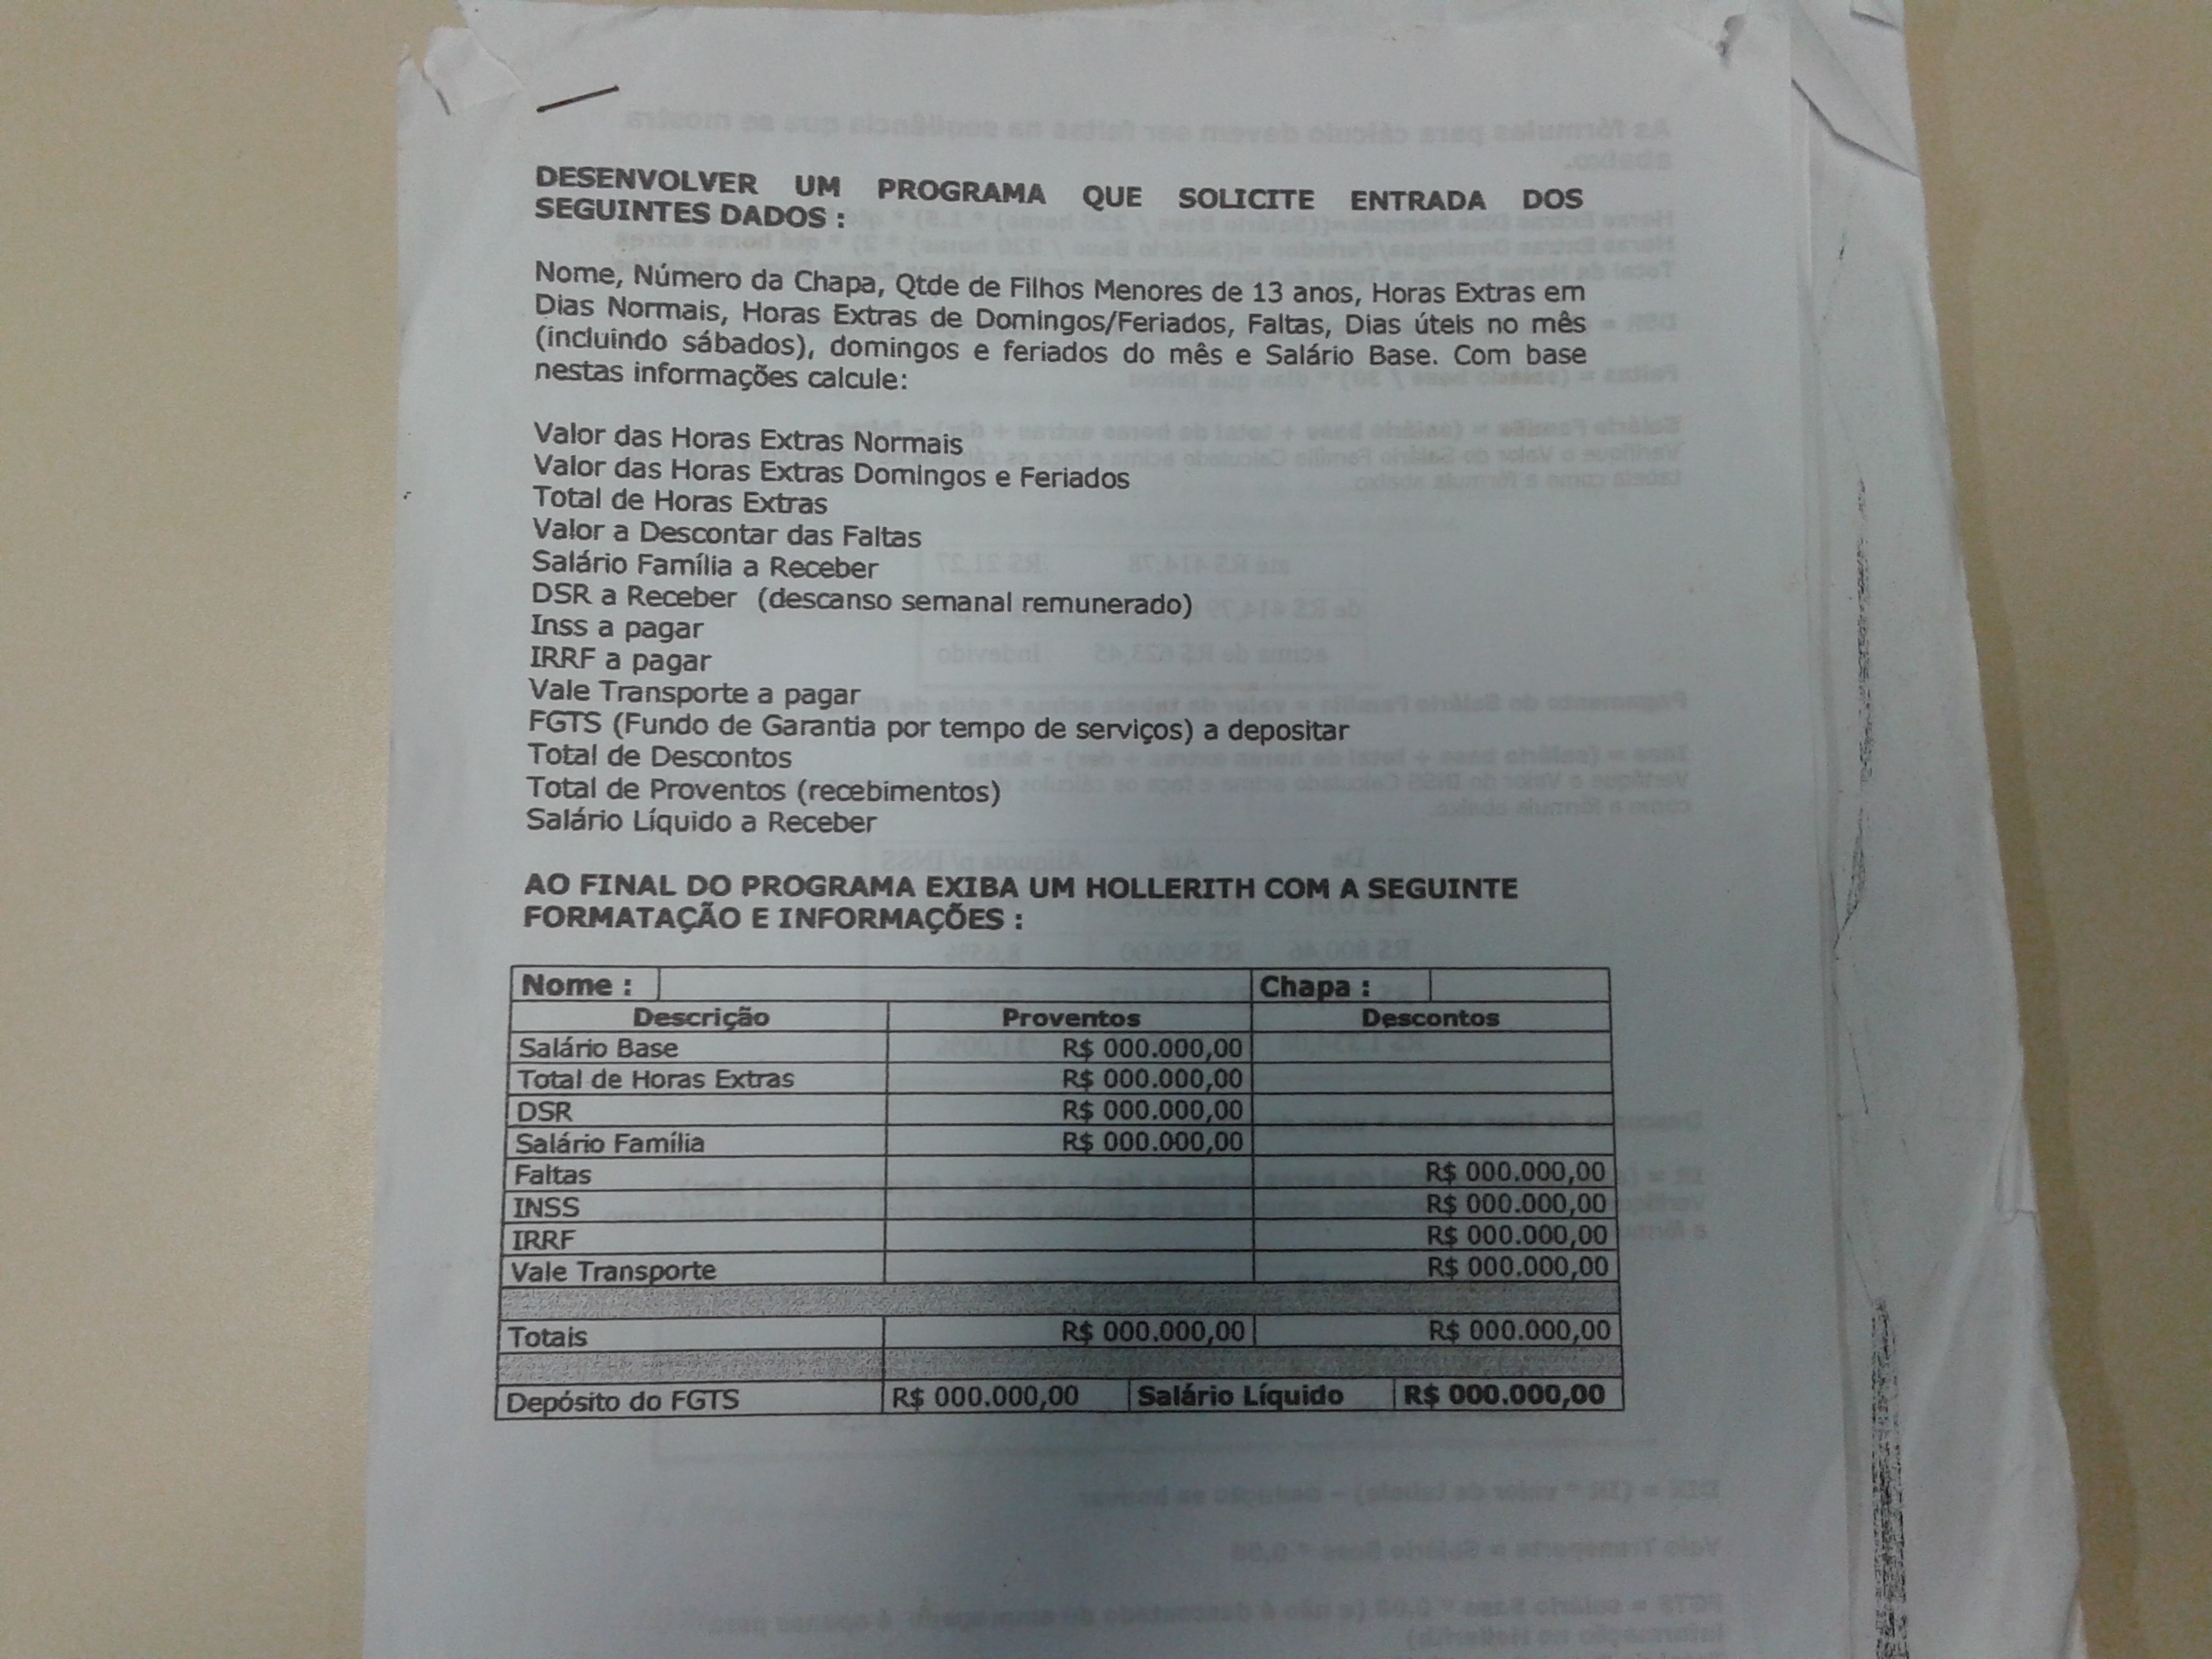 DESENVOLVER UM PROGRAMA QUE SOLICITE ENTRADA DOS
SEGUINTES DADOS :
Nome, Número da Chapa, Qtde de Filhos Menores de 13 anos, Horas Extras em
Dias Normais, Horas Extras de Domingos/Feriados, Faltas, Dias úteis no mês
(incluindo sábados), domingos e feriados do mês e Salário Base. Com base
nestas informações calcule:
Valor das Horas Extras Normais
Valor das Horas Extras Domingos e Feriados
Total de Horas Extras
Valor a Descontar das Faltas
Salário Família a Receber
DSR a Receber (descanso semanal remunerado)
Inss a pagar
IRRF a pagar
Vale Transporte a pagar
FGTS (Fundo de Garantia por tempo de serviços) a depositar
Total de Descontos
Total de Proventos (recebimentos)
Salário Líquido a Receber
AO FINAL DO PROGRAMA EXIBA UM HOLLERITH COM A SEGUINTE
FORMATAÇÃO E INFORMAÇÕES :
Nome : Chapa :
Descrição Proventos Descontos
Salário Base R$ 000.000,00
Total de Horas Extras R$ 000.000,00
DSR R$ 000.000,00
Salário Família R$ 000.000,00
Faltas R$ 000.000,00
INSS R$ 000.000,00
IRRF R$ 000.000,00
Vale Transporte R$ 000.000,00
Totais R$ 000.000,00 R$ 000.000,00
Depósito do FGTS R$ 000.000,00 Salário Líquido R$ 000.000,00